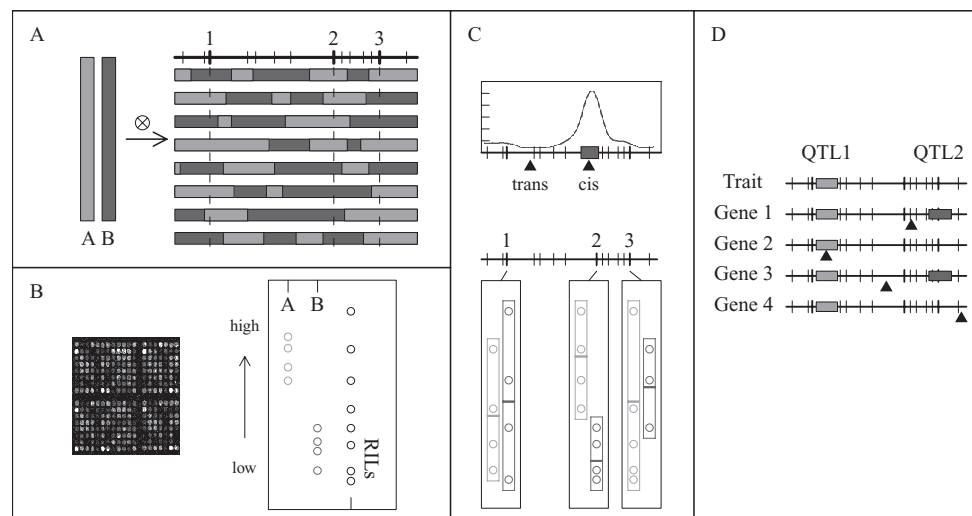 A
1 2 3
A B
B
A
B
high
low
RILs
C
trans cis
1 2 3
D
QTL1 QTL2
Trait
Gene 1
Gene 2
Gene 3
Gene 4